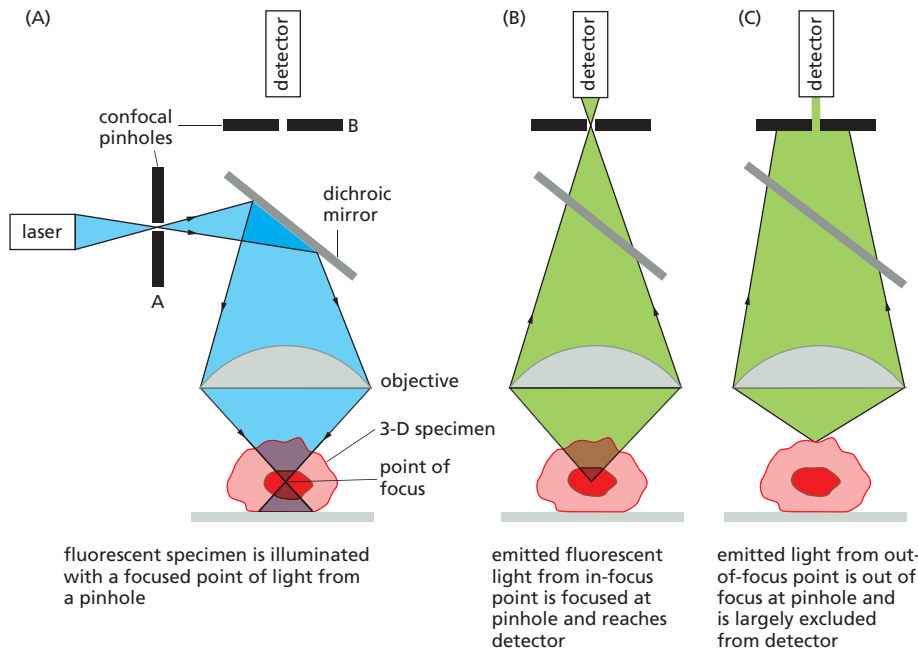 (A)
(B)
(C)
detector
detector
detector
confocal
pinholes
B
dichroic
mirror
laser
A
objective
3-D specimen
point of
focus
fluorescent specimen is illuminated
with a focused point of light from
a pinhole
emitted fluorescent
light from in-focus
point is focused at
pinhole and reaches
detector
emitted light from out-
of-focus point is out of
focus at pinhole and
is largely excluded
from detector